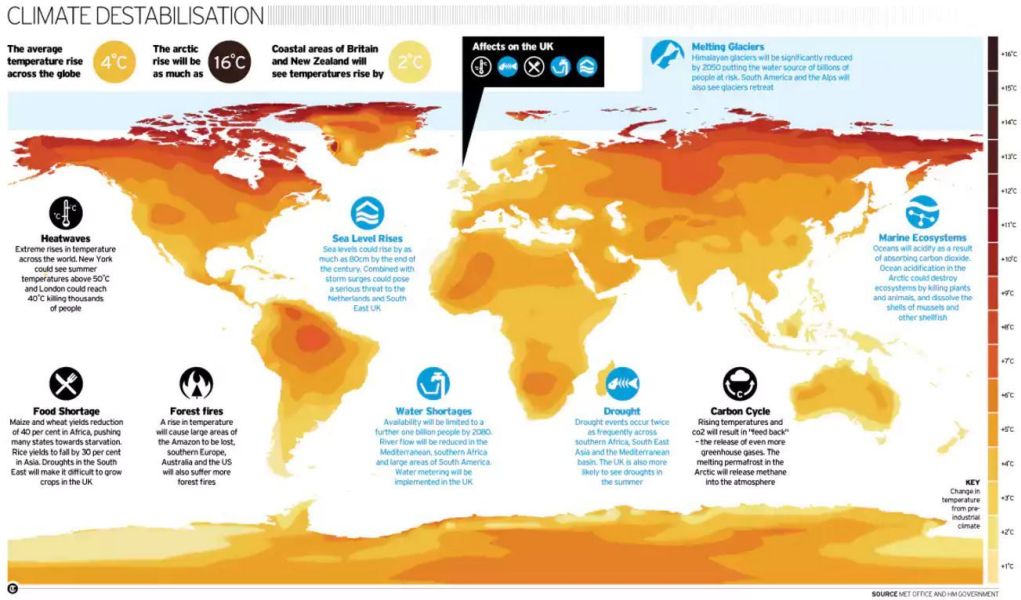 CLIMATE DESTABILISATION
The average
temperature rise
across the globe
4°C
The arctic
rise will be
as much as
16°C
Coastal areas of Britain
and New Zealand will
see temperatures rise by
2°C
Affects on the UK
Melting Glaciers
Himalayan glaciers will be significantly reduced
by 2050 putting the water source of billions of
people at risk. South America and the Alps will
also see glaciers retreat
°C
°C
Heatwaves
Extreme rises in temperature
across the world. New York
could see summer
temperatures above 50°C
and London could reach
40°C killing thousands
of people
Sea Level Rises
Sea levels could rise by as
much as 80cm by the end of
the century. Combined with
storm surges could pose
a serious threat to the
Netherlands and South
East UK
Marine Ecosystems
Oceans will acidify as a result
of absorbing carbon dioxide.
Ocean acidification in the
Arctic could destroy
ecosystems by killing plants
and animals, and dissolve the
shells of mussels and
other shellfish
Food Shortage
Maize and wheat yields reduction
of 40 per cent in Africa, pushing
many states towards starvation.
Rice yields to fall by 30 per cent
in Asia. Droughts in the South
East will make it difficult to grow
crops in the UK
Forest fires
A rise in temperature
will cause large areas of
the Amazon to be lost,
southern Europe,
Australia and the US
will also suffer more
forest fires
Water Shortages
Availability will be limited to a
further one billion people by 2080.
River flow will be reduced in the
Mediterranean, southern Africa
and large areas of South America.
Water metering will be
implemented in the UK
Drought
Drought events occur twice
as frequently across
southern Africa, South East
Asia and the Mediterranean
basin. The UK is also more
likely to see droughts in
the summer
C
Carbon Cycle
Rising temperatures and
co2 will result in "feed back"
– the release of even more
greenhouse gases. The
melting permafrost in the
Arctic will release methane
into the atmosphere
+16°C
+15°C
+14°C
+13°C
+12°C
+11°C
+10°C
+9°C
+8°C
+7°C
+6°C
+5°C
+4°C
+3°C
+2°C
+1°C
KEY
Change in
temperature
from pre-
industrial
climate
SOURCE MET OFFICE AND HM GOVERNMENT